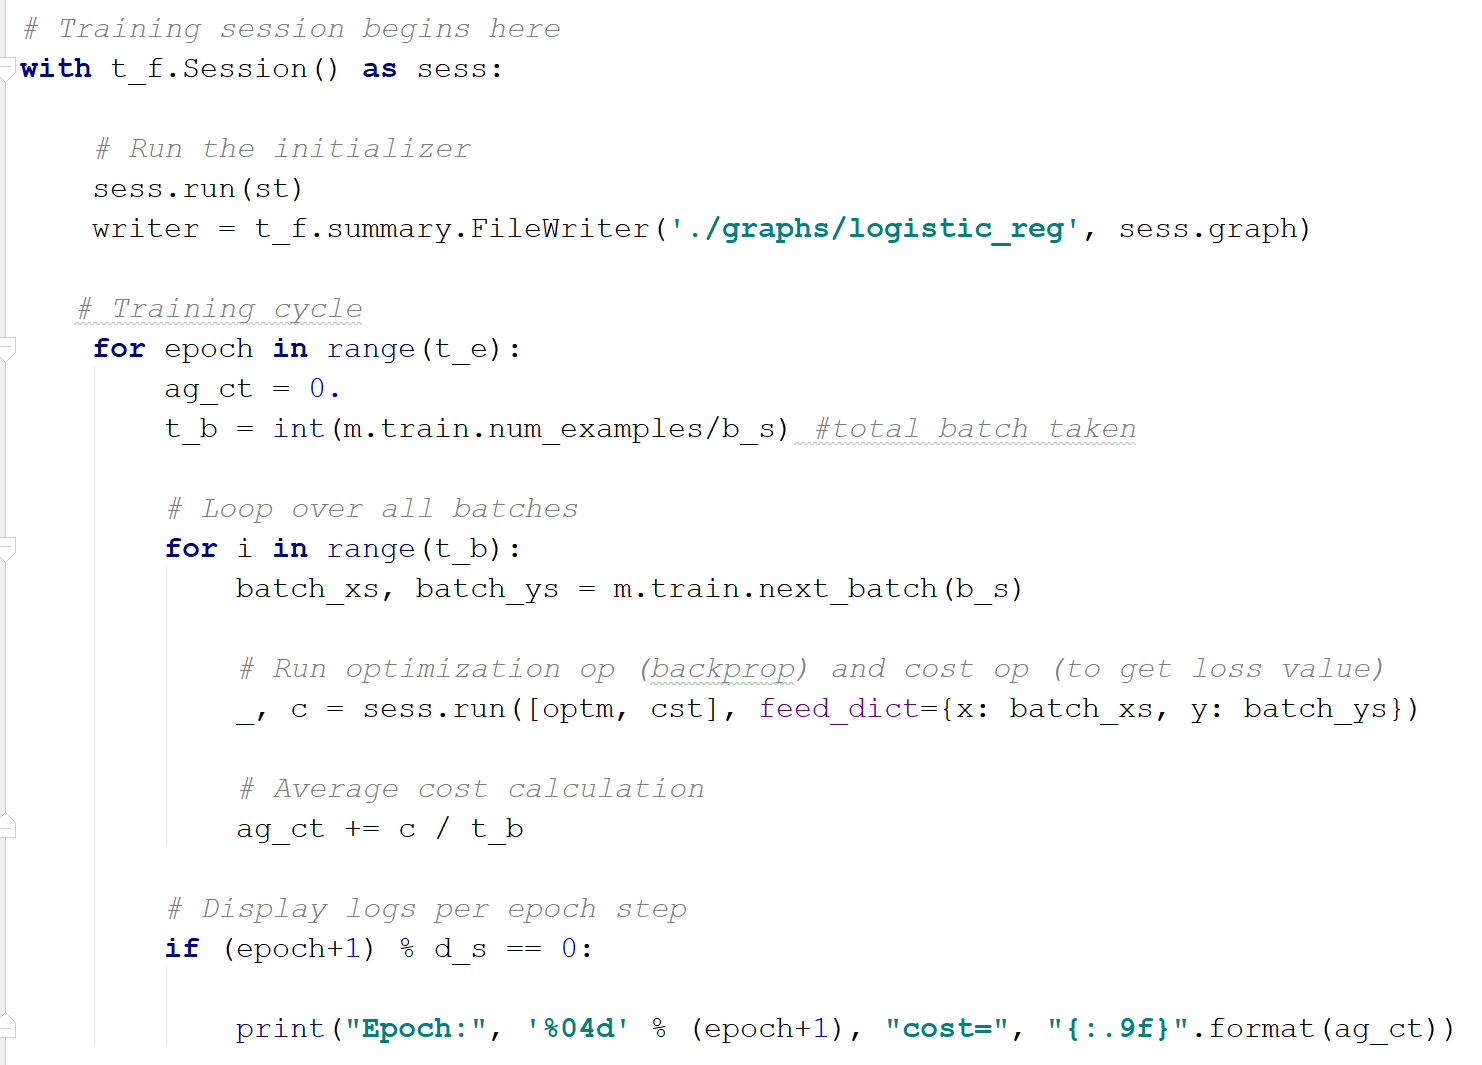 # Training session begins here
with t_f.Session() as sess:
# Run the initializer
sess.run(st)
writer = t_f.summary.FileWriter('./graphs/logistic_reg', sess.graph)
# Training cycle
for epoch in range(t_e):
ag_ct = 0.
t_b = int(m.train.num_examples/b_s) #total batch taken
# Loop over all batches
for i in range(t_b):
batch_xs, batch_ys = m.train.next_batch(b_s)
# Run optimization op (backprop) and cost op (to get loss value)
_, c = sess.run([optm, cst], feed_dict={x: batch_xs, y: batch_ys})
# Average cost calculation
ag_ct += c / t_b
# Display logs per epoch step
if (epoch+1) % d_s == 0:
print("Epoch:", '%04d' % (epoch+1), "cost=", "{:.9f}".format(ag_ct))